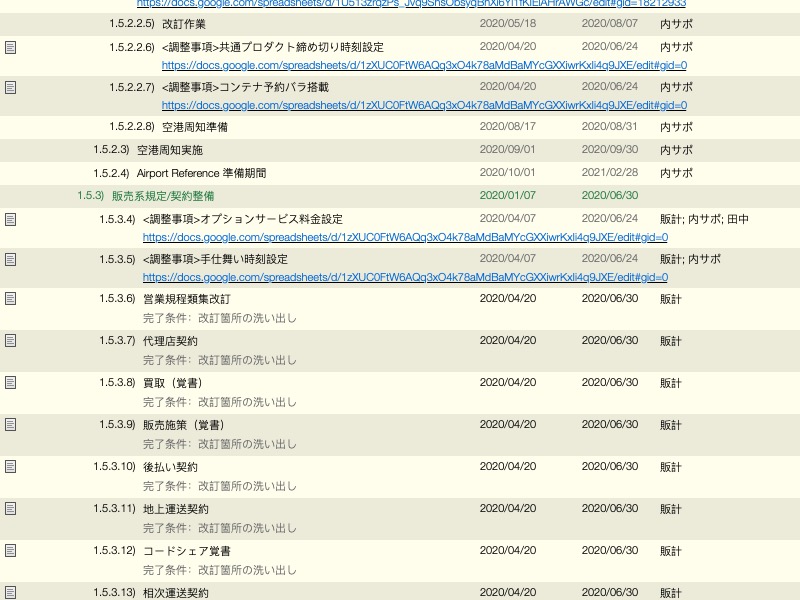 1.5.2.2.5) 改訂作業 2020/05/18 2020/08/07 内サポ
1.5.2.2.6) <調整事項>共通プロダクト締め切り時刻設定 2020/04/20 2020/06/24 内サポ
https://docs.google.com/spreadsheets/d/1zXUC0FtW6AQq3xO4k78aMdBaMYcGXXiwrKxli4q9JXE/edit#gid=0
1.5.2.2.7) <調整事項>コンテナ予約バラ搭載 2020/04/20 2020/06/24 内サポ
https://docs.google.com/spreadsheets/d/1zXUC0FtW6AQq3xO4k78aMdBaMYcGXXiwrKxli4q9JXE/edit#gid=0
1.5.2.2.8) 空港周知準備 2020/08/17 2020/08/31 内サポ
1.5.2.3) 空港周知実施 2020/09/01 2020/09/30 内サポ
1.5.2.4) Airport Reference 準備期間 2020/10/01 2021/02/28 内サポ
1.5.3) 販売系規定/契約整備 2020/01/07 2020/06/30
1.5.3.4) <調整事項>オプションサービス料金設定 2020/04/07 2020/06/24 販計; 内サポ; 田中
https://docs.google.com/spreadsheets/d/1zXUC0FtW6AQq3xO4k78aMdBaMYcGXXiwrKxli4q9JXE/edit#gid=0
1.5.3.5) <調整事項>手仕舞い時刻設定 2020/04/07 2020/06/24 販計; 内サポ
https://docs.google.com/spreadsheets/d/1zXUC0FtW6AQq3xO4k78aMdBaMYcGXXiwrKxli4q9JXE/edit#gid=0
1.5.3.6) 営業規程類集改訂 2020/04/20 2020/06/30 販計
完了条件：改訂箇所の洗い出し
1.5.3.7) 代理店契約 2020/04/20 2020/06/30 販計
完了条件：改訂箇所の洗い出し
1.5.3.8) 買取（覚書） 2020/04/20 2020/06/30 販計
完了条件：改訂箇所の洗い出し
1.5.3.9) 販売施策（覚書） 2020/04/20 2020/06/30 販計
完了条件：改訂箇所の洗い出し
1.5.3.10) 後払い契約 2020/04/20 2020/06/30 販計
完了条件：改訂箇所の洗い出し
1.5.3.11) 地上運送契約 2020/04/20 2020/06/30 販計
完了条件：改訂箇所の洗い出し
1.5.3.12) コードシェア覚書 2020/04/20 2020/06/30 販計
完了条件：改訂箇所の洗い出し
1.5.3.13) 相次運送契約 2020/04/20 2020/06/30 販計